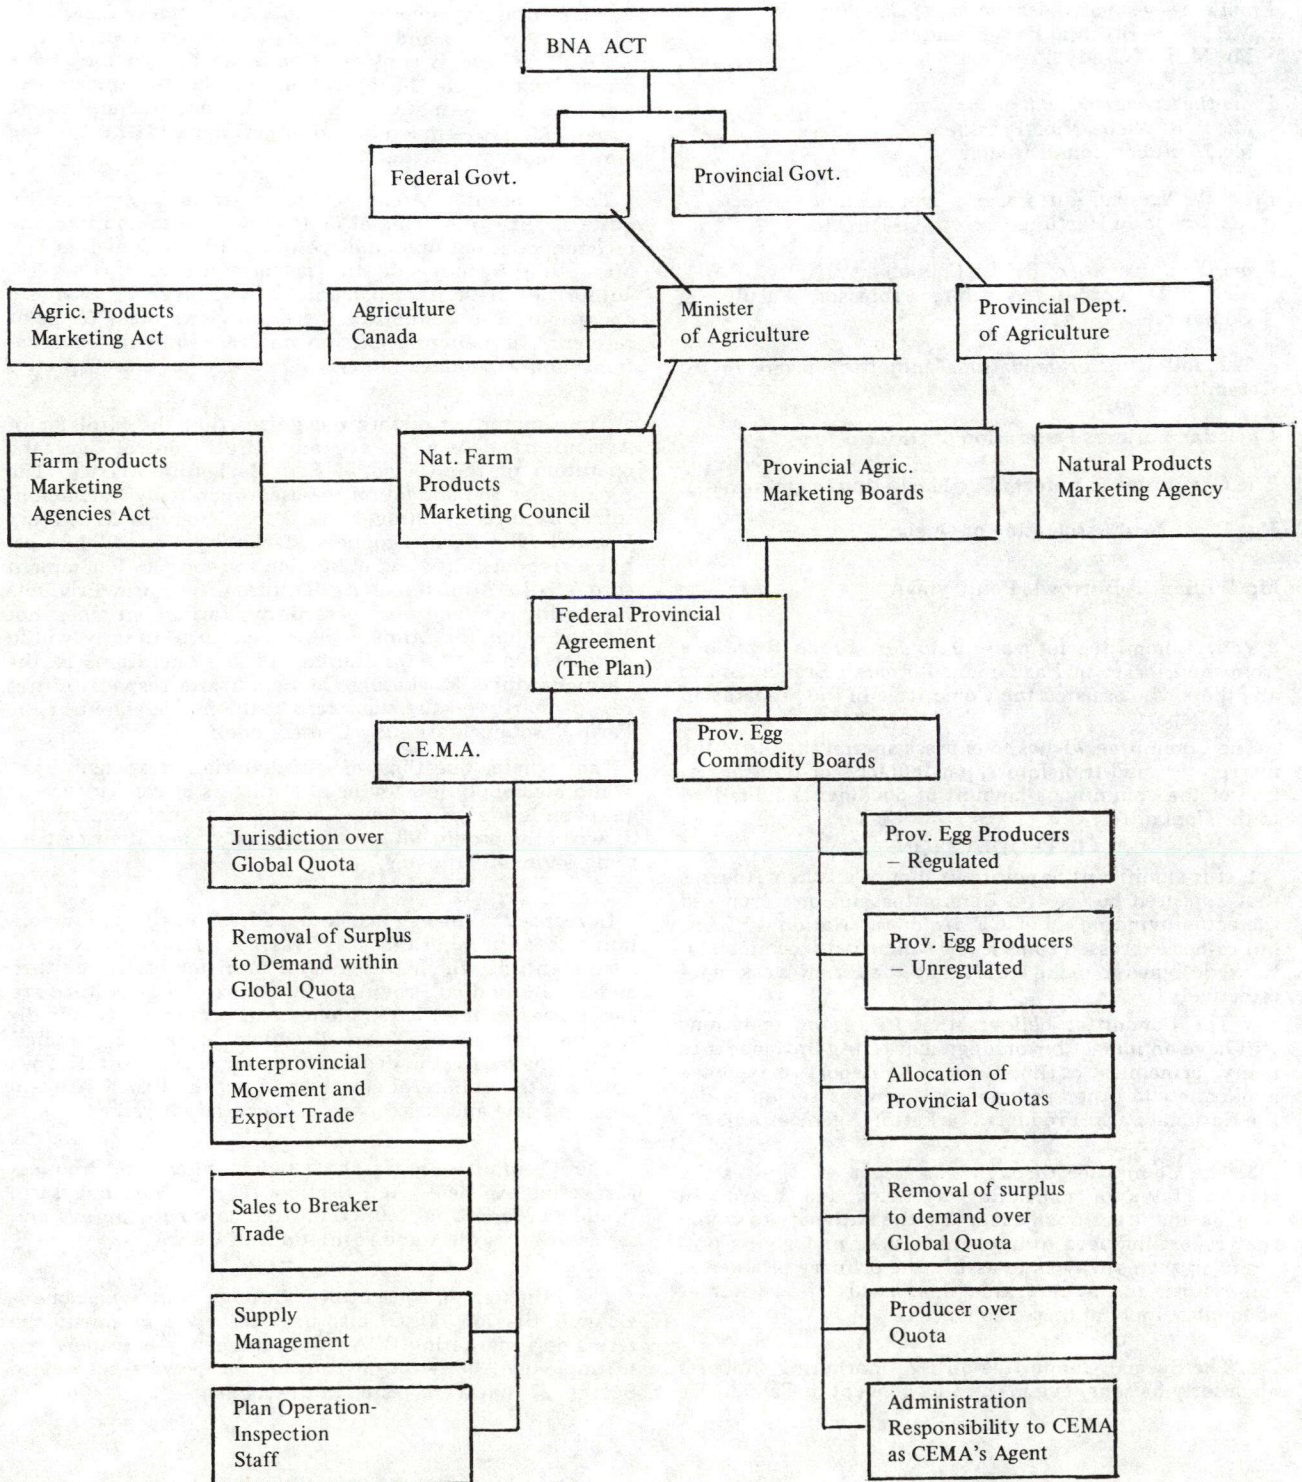 BNA ACT
Federal Govt.
Provincial Govt.
Agric. Products
Marketing Act
Agriculture
Canada
Minister
of Agriculture
Provincial Dept.
of Agriculture
Farm Products
Marketing
Agencies Act
Nat. Farm
Products
Marketing Council
Provincial Agric.
Marketing Boards
Natural Products
Marketing Agency
Federal Provincial
Agreement
(The Plan)
C.E.M.A.
Prov. Egg
Commodity Boards
Jurisdiction over
Global Quota
Removal of Surplus
to Demand within
Global Quota
Interprovincial
Movement and
Export Trade
Sales to Breaker
Trade
Supply
Management
Plan Operation-
Inspection
Staff
Prov. Egg Producers
– Regulated
Prov. Egg Producers
– Unregulated
Allocation of
Provincial Quotas
Removal of surplus
to demand over
Global Quota
Producer over
Quota
Administration
Responsibility to CEMA
as CEMA's Agent